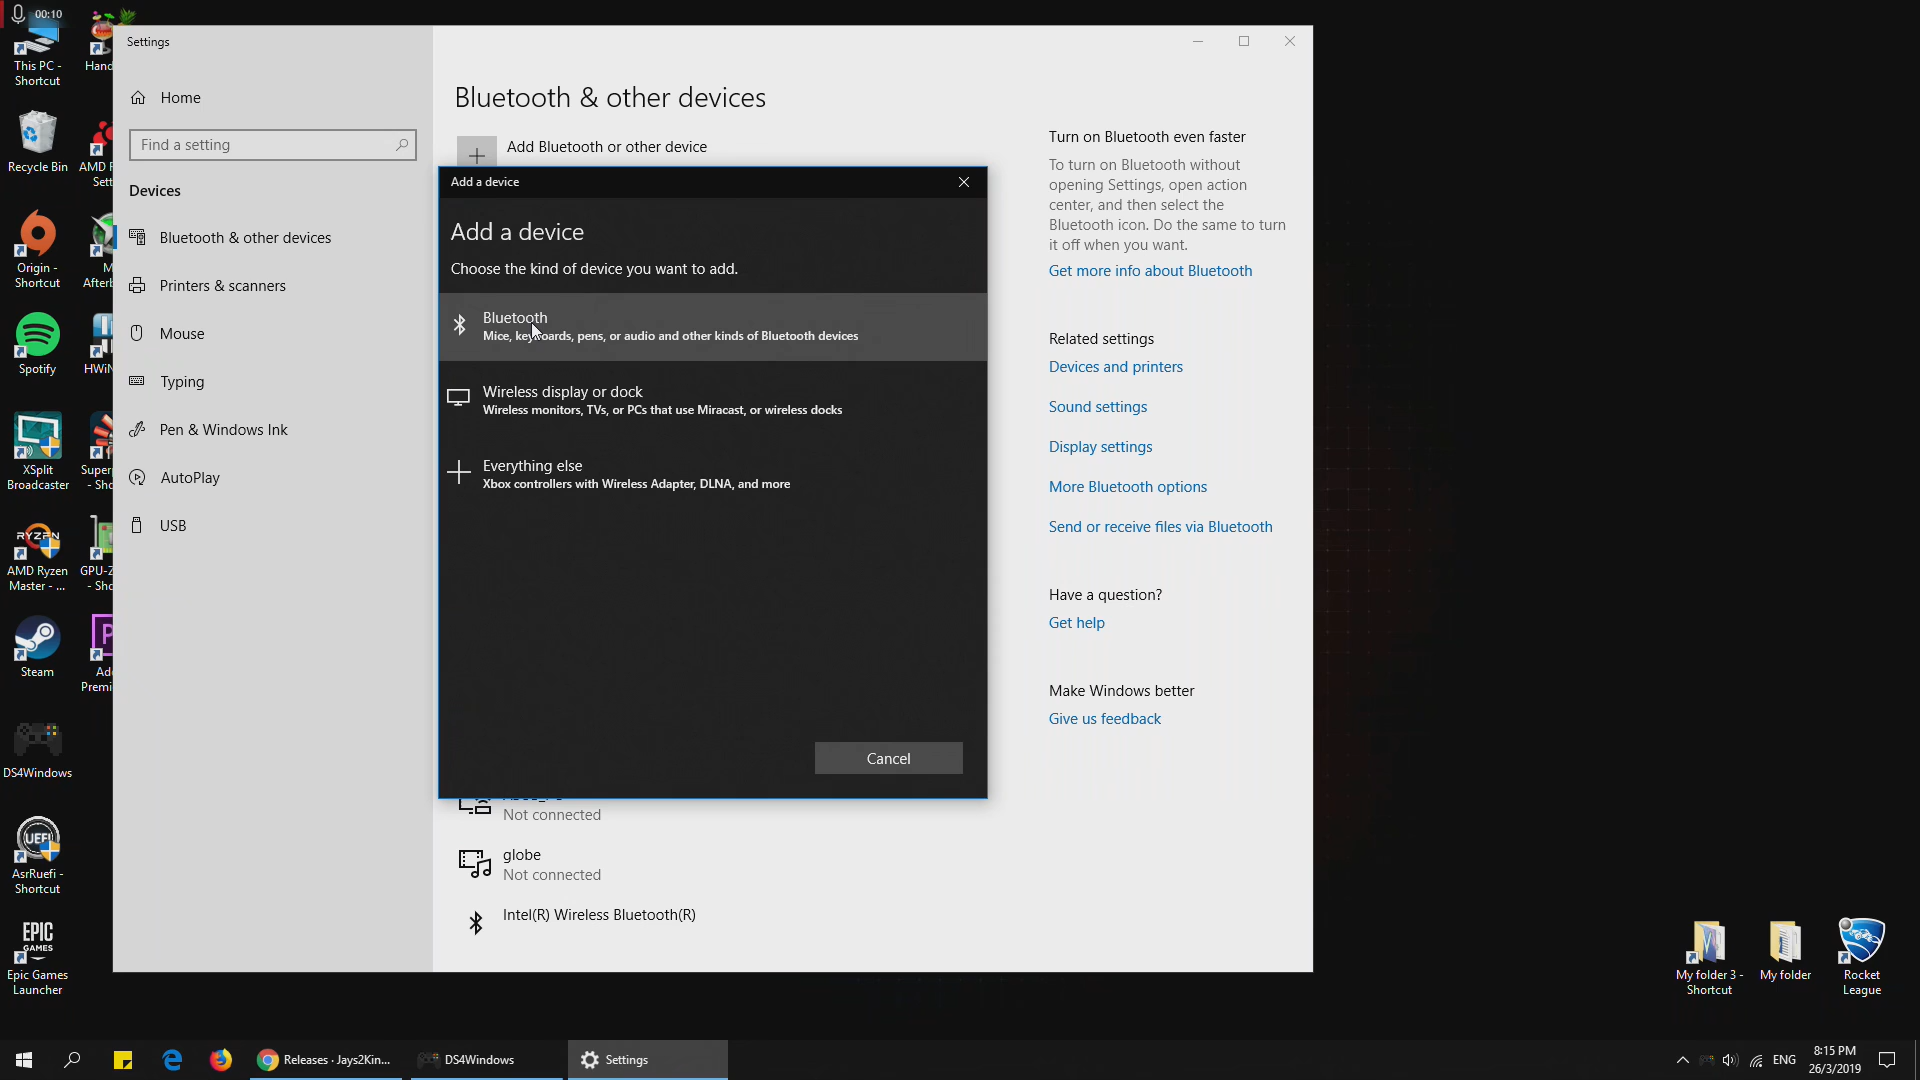 00:10
This PC -
Shortcut
Hand
Recycle Bin
AMD R
Sett
Origin -
Shortcut
M
Afterb
Spotify
HWiN
XSplit
Broadcaster
Superp
- Sho
RYZEN
AMD Ryzen
Master - ...
GPU-Z
- Sho
Steam
Ado
Premi
DS4Windows
UEFI
AsrRuefi -
Shortcut
EPIC
GAMES
Epic Games
Launcher
Settings
Home
Find a setting
Devices
Bluetooth & other devices
Printers & scanners
Mouse
Typing
Pen & Windows Ink
AutoPlay
USB
Bluetooth & other devices
Add Bluetooth or other device
Add a device
Add a device
Choose the kind of device you want to add.
Bluetooth
Mice, keyboards, pens, or audio and other kinds of Bluetooth devices
Wireless display or dock
Wireless monitors, TVs, or PCs that use Miracast, or wireless docks
Everything else
Xbox controllers with Wireless Adapter, DLNA, and more
Cancel
Not connected
globe
Not connected
Intel(R) Wireless Bluetooth(R)
Turn on Bluetooth even faster
To turn on Bluetooth without
opening Settings, open action
center, and then select the
Bluetooth icon. Do the same to turn
it off when you want.
Get more info about Bluetooth
Related settings
Devices and printers
Sound settings
Display settings
More Bluetooth options
Send or receive files via Bluetooth
Have a question?
Get help
Make Windows better
Give us feedback
My folder 3 -
Shortcut
My folder
Rocket
League
Releases · Jays2Kin...
DS4Windows
Settings
ENG
8:15 PM
26/3/2019